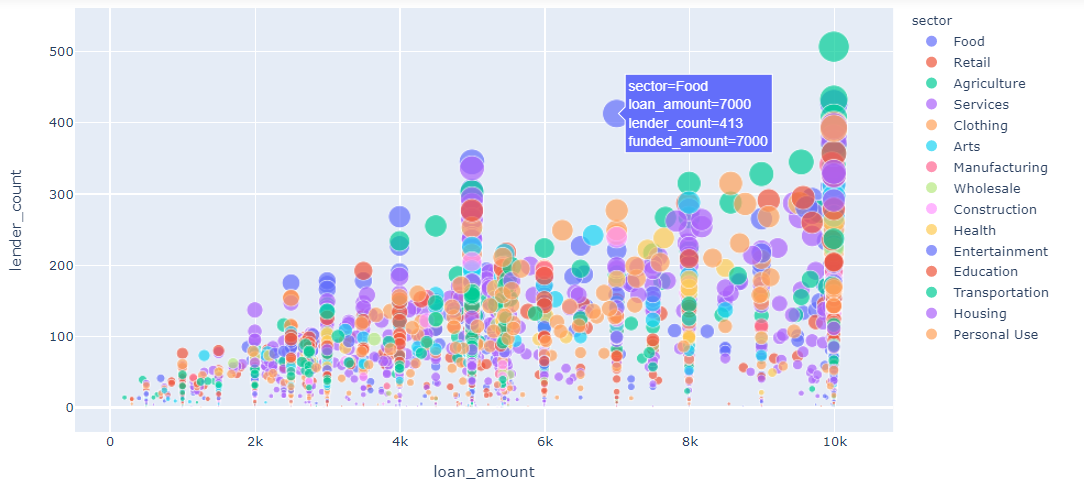 sector
Food
Retail
Agriculture
Services
Clothing
Arts
Manufacturing
Wholesale
Construction
Health
Entertainment
Education
Transportation
Housing
Personal Use
sector=Food
loan_amount=7000
lender_count=413
funded_amount=7000
lender_count
500
400
300
200
100
0
0
2k
4k
6k
8k
10k
loan_amount